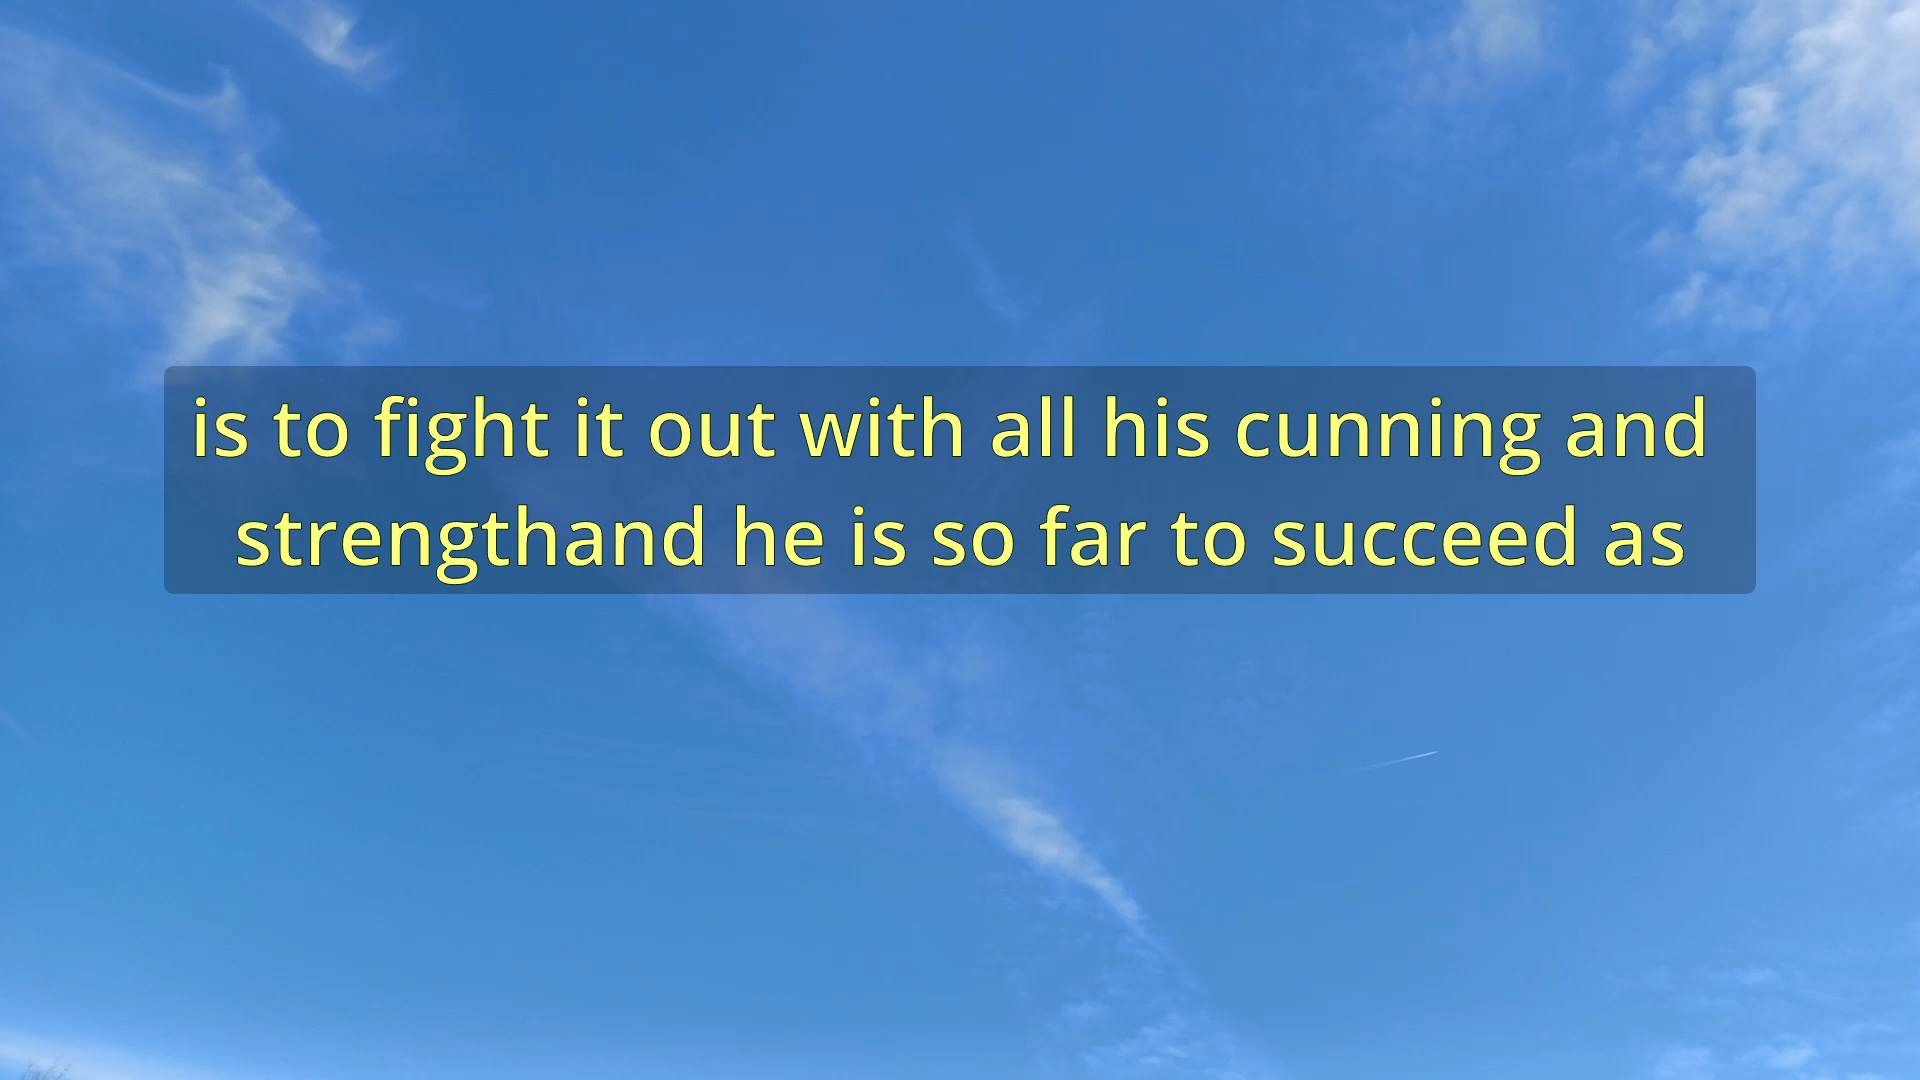 is to fight it out with all his cunning and
strengthand he is so far to succeed as